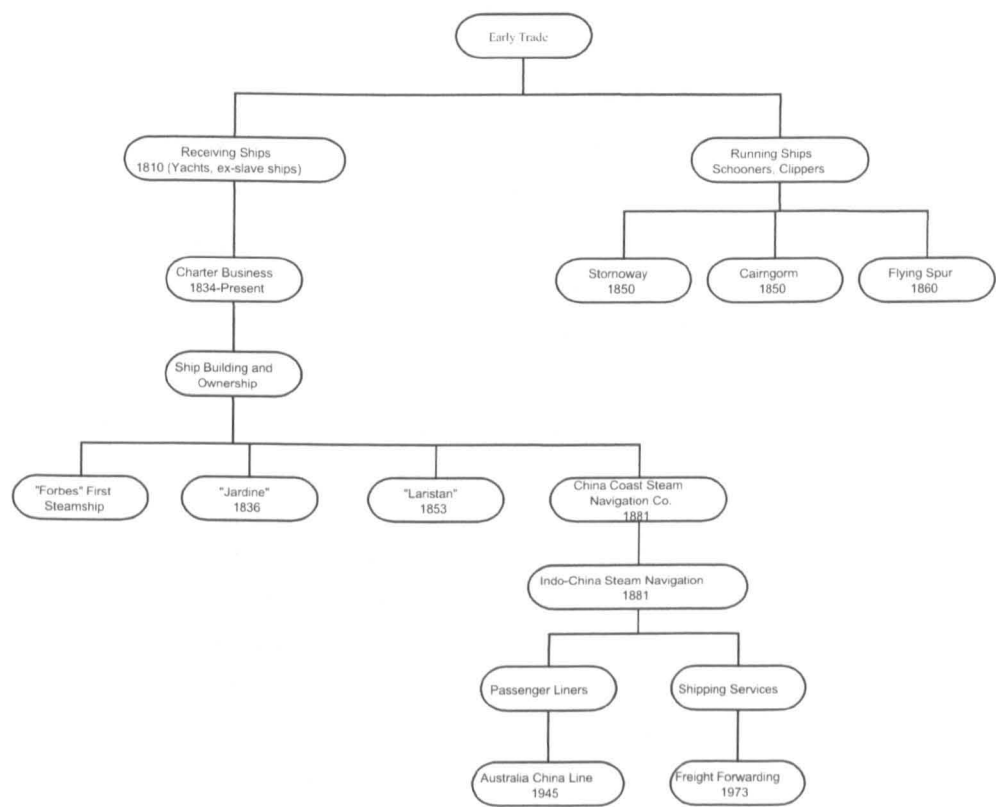 Early Trade
Receiving Ships
1810 (Yachts, ex-slave ships)
Running Ships
Schooners, Clippers
Charter Business
1834-Present
Stornoway
1850
Cairngorm
1850
Flying Spur
1860
Ship Building and
Ownership
"Forbes" First
Steamship
"Jardine"
1836
"Laristan"
1853
China Coast Steam
Navigation Co.
1881
Indo-China Steam Navigation
1881
Passenger Liners
Shipping Services
Australia China Line
1945
Freight Forwarding
1973